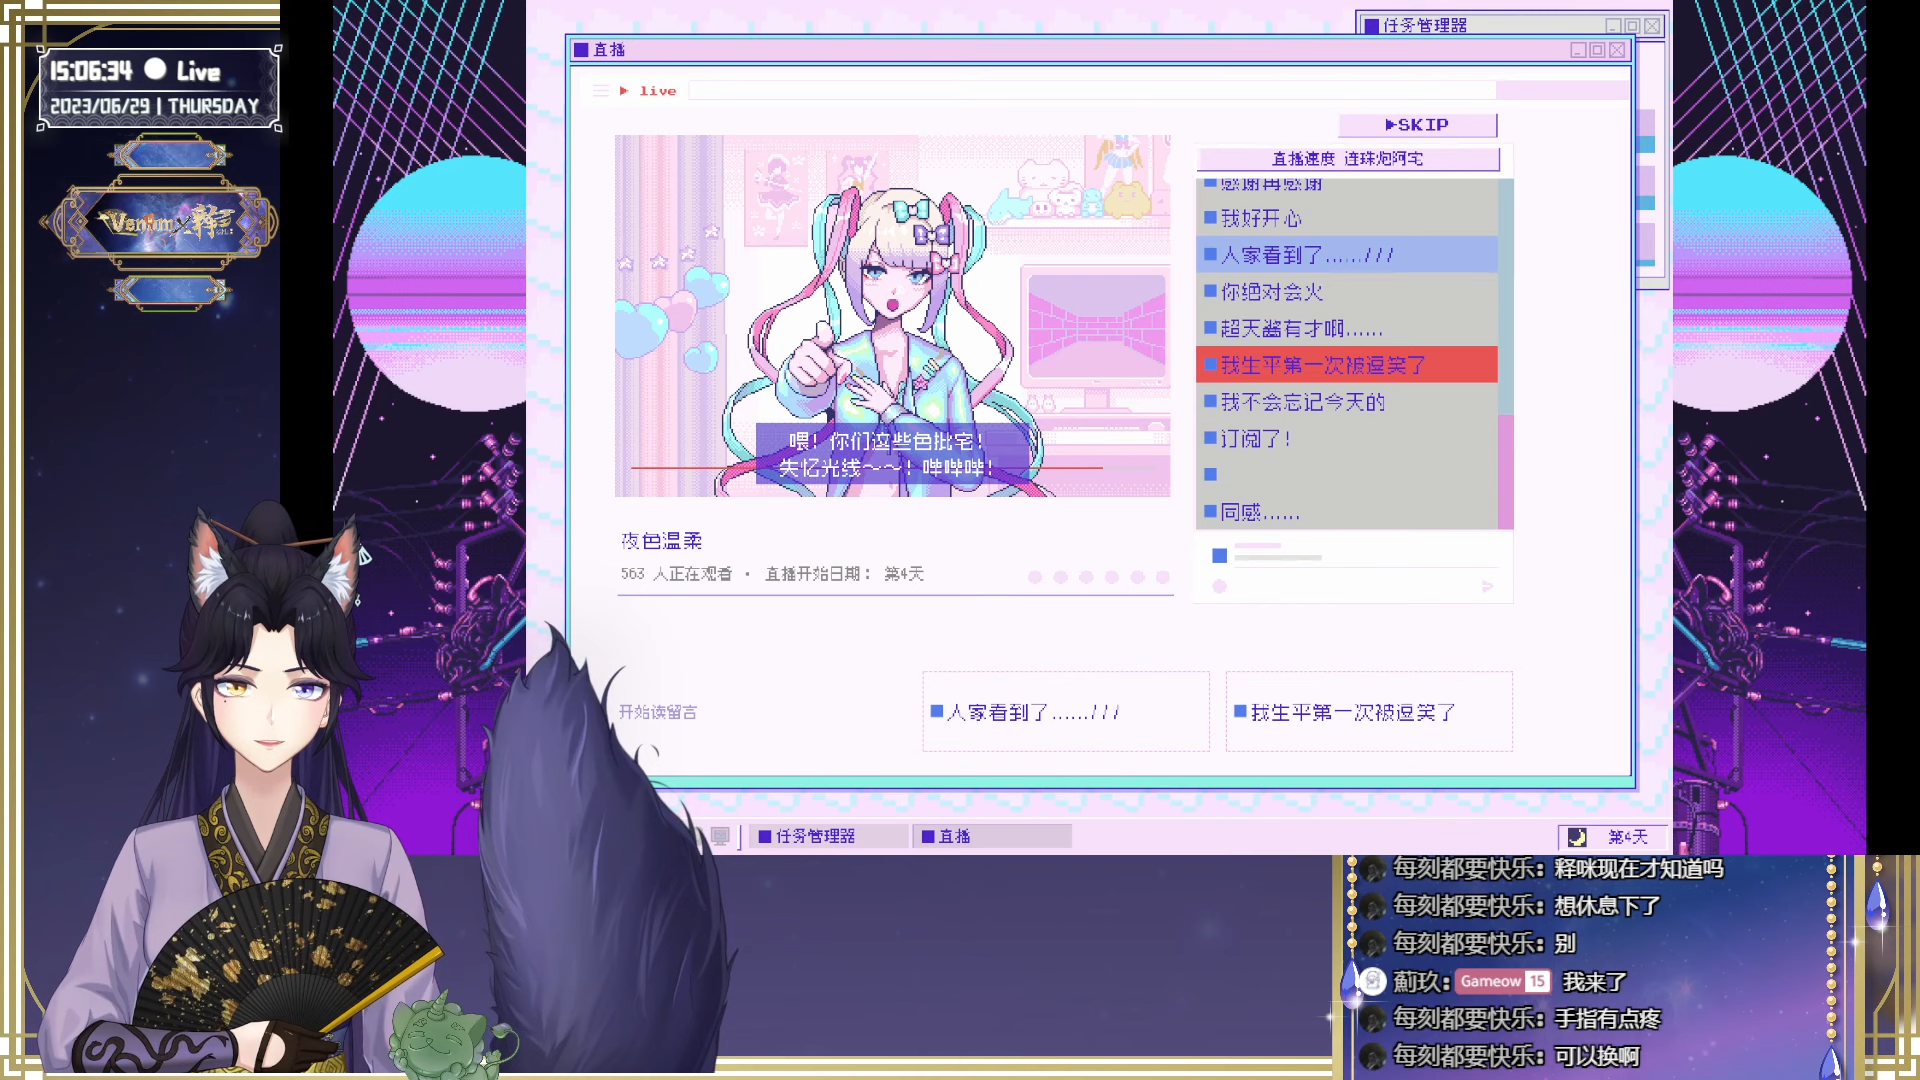 15:06:34 Live
2023/06/29 | THURSDAY
Venom
任务管理器
直播
live
SKIP
直播速度 连珠炮阿宅
感谢再感谢
我好开心
人家看到了......///
你绝对会火
超天酱有才啊......
我生平第一次被逗笑了
我不会忘记今天的
订阅了！
同感......
喂！你们这些色批宅！
失忆光线～～！哔哔哔！
夜色温柔
563 人正在观看 · 直播开始日期： 第4天
开始读留言
人家看到了......///
我生平第一次被逗笑了
任务管理器
直播
第4天
每刻都要快乐：释咪现在才知道吗
每刻都要快乐：想休息下了
每刻都要快乐：别
薊玖：Gameow 15 我来了
每刻都要快乐：手指有点疼
每刻都要快乐：可以换啊